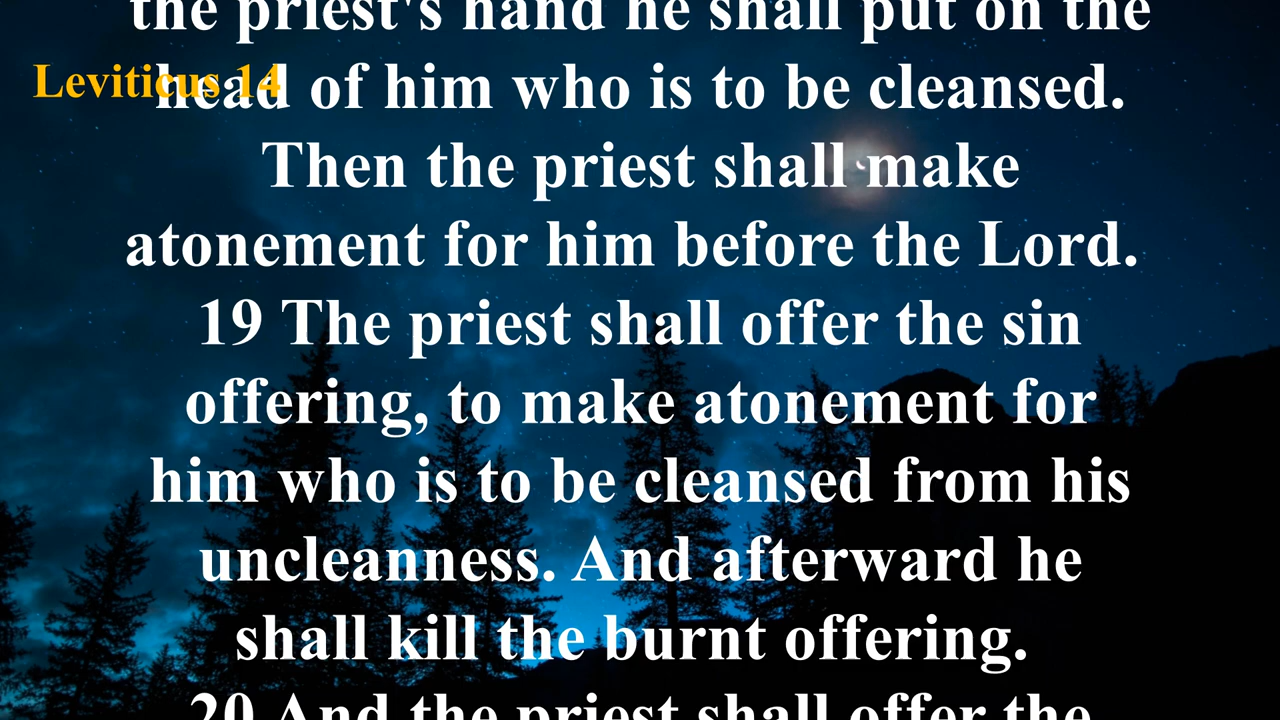 the priest's hand he shall put on the
Leviticus 14
head of him who is to be cleansed.
Then the priest shall make
atonement for him before the Lord.
19 The priest shall offer the sin
offering, to make atonement for
him who is to be cleansed from his
uncleanness. And afterward he
shall kill the burnt offering.
20 And the priest shall offer the